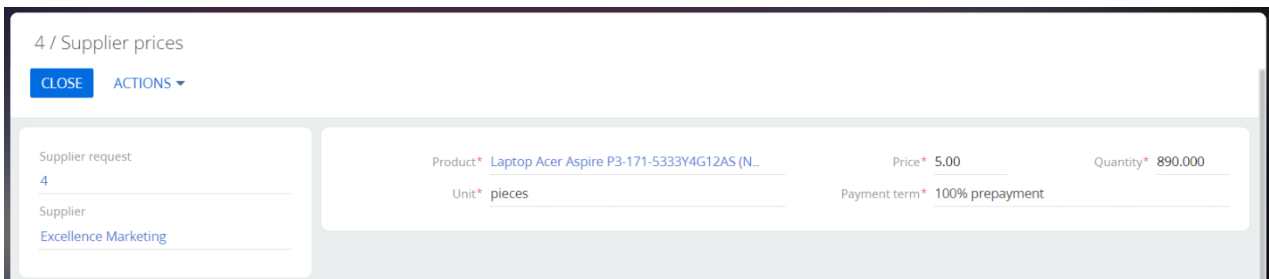 4 / Supplier prices
CLOSE ACTIONS
Supplier request
4
Supplier
Excellence Marketing
Product* Laptop Acer Aspire P3-171-5333Y4G12AS (N... Price* 5.00 Quantity* 890.000
Unit* pieces Payment term* 100% prepayment